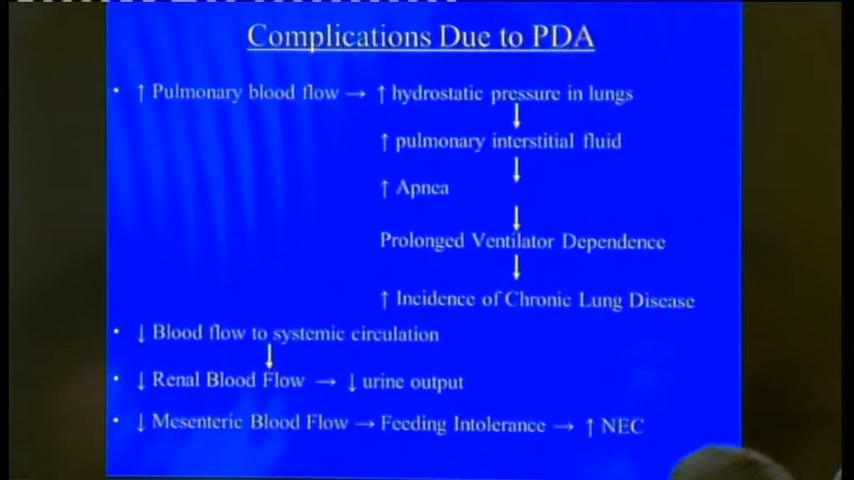 Complications Due to PDA
• ↑ Pulmonary blood flow → ↑ hydrostatic pressure in lungs
↓
↑ pulmonary interstitial fluid
↓
↑ Apnea
↓
Prolonged Ventilator Dependence
↓
↑ Incidence of Chronic Lung Disease
• ↓ Blood flow to systemic circulation
↓
• ↓ Renal Blood Flow → ↓ urine output
• ↓ Mesenteric Blood Flow → Feeding Intolerance → ↑ NEC